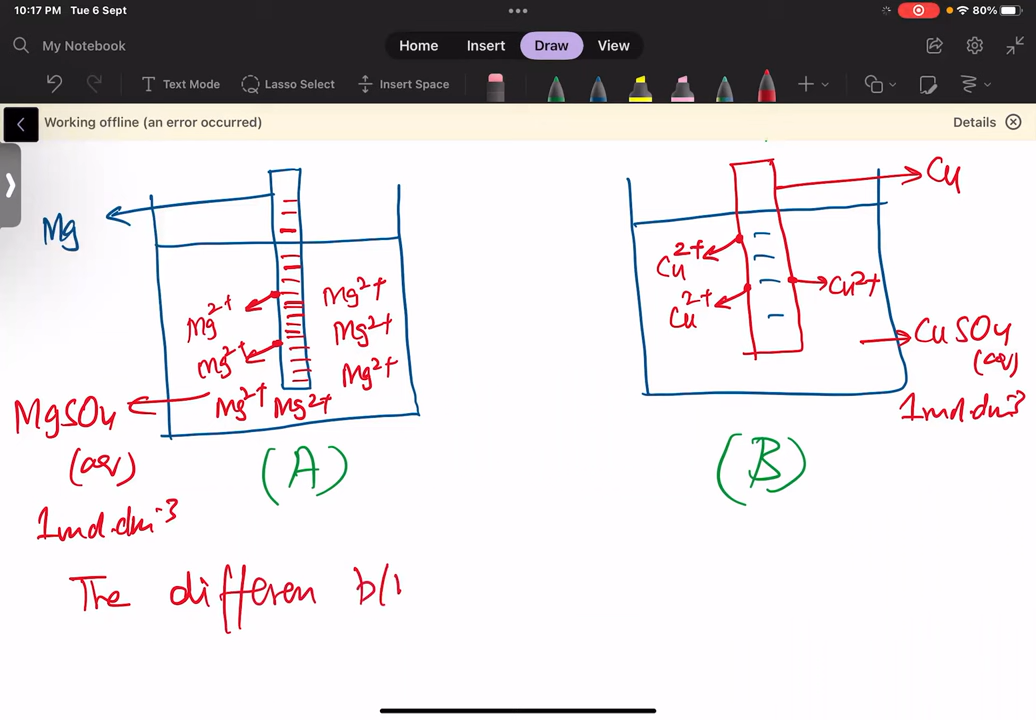 10:17 PM Tue 6 Sept
80%
My Notebook
Home Insert Draw View
Text Mode Lasso Select Insert Space
Working offline (an error occurred)
Details
Mg
Cu
Cu2+
Cu2+
Cu2+
Mg2+ Mg2+
Mg2+ Mg2+
Mg2+
Mg2+ Mg2+
MgSO4
(aq)
1mol.dm-3
CuSO4
(aq)
1mol dm-3
(A)
(B)
The differen b/